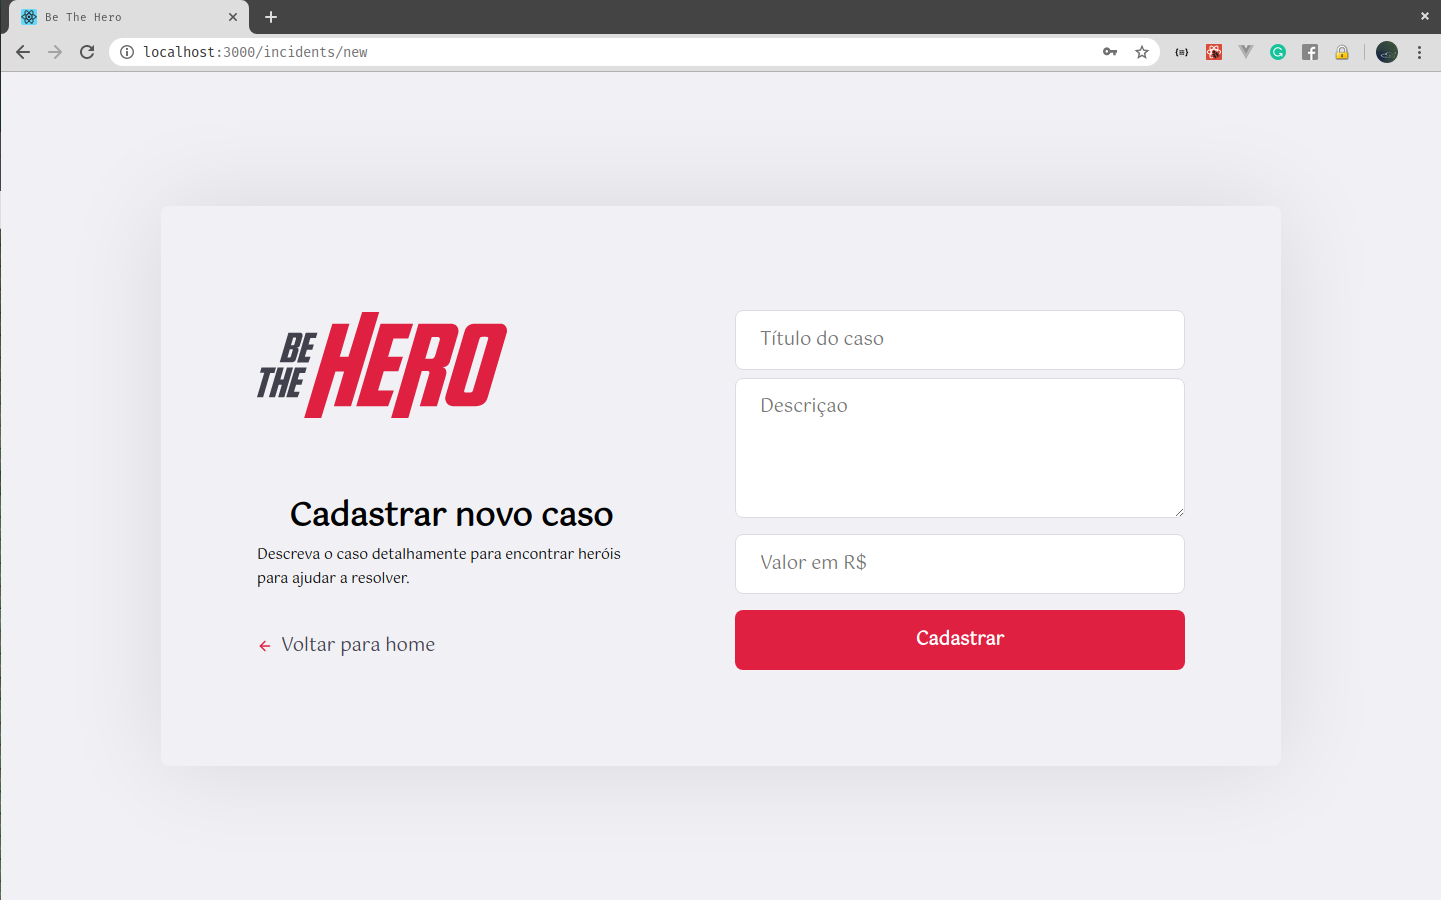 Be The Hero
localhost:3000/incidents/new
BE
THE
HERO
Cadastrar novo caso
Descreva o caso detalhamente para encontrar heróis
para ajudar a resolver.
Voltar para home
Título do caso
Descriçao
Valor em R$
Cadastrar